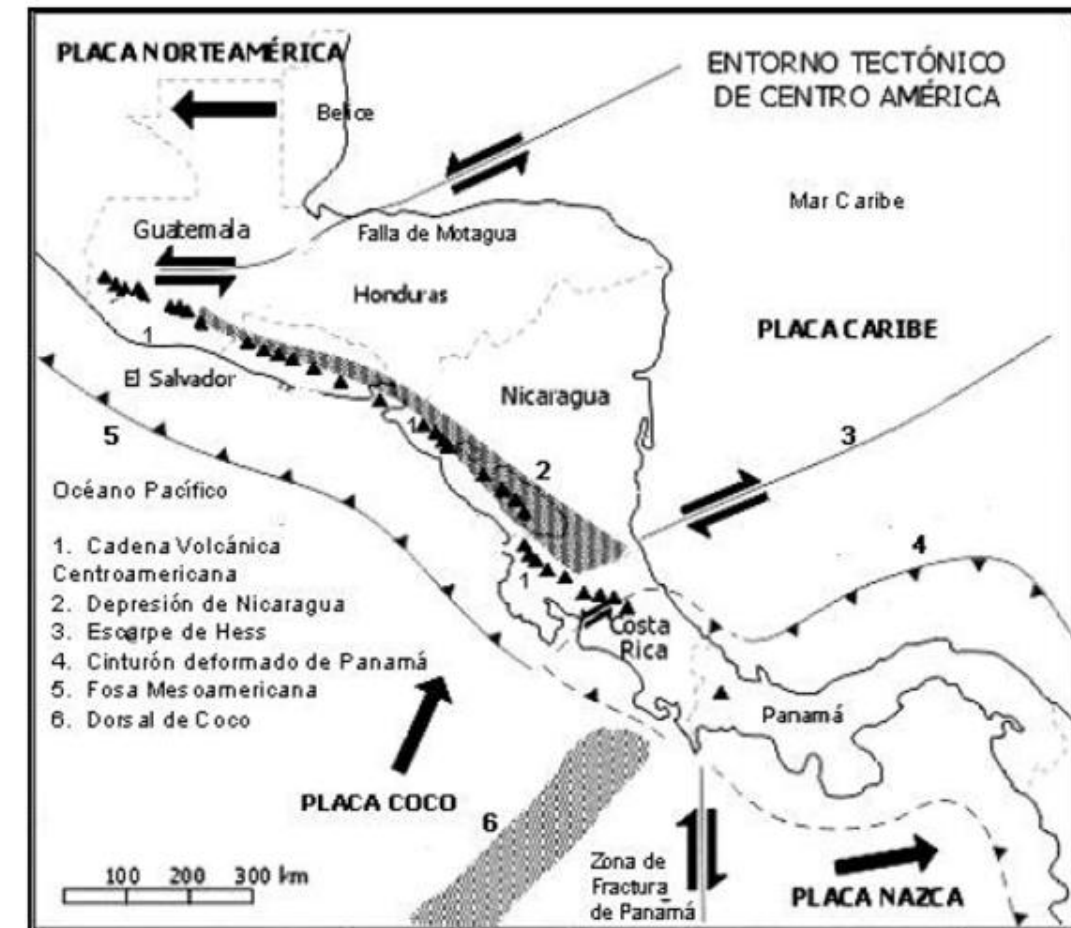 PLACA NORTEAMÉRICA
ENTORNO TECTÓNICO
DE CENTRO AMÉRICA
Belice
Mar Caribe
Guatemala
Falla de Motagua
Honduras
PLACA CARIBE
1
El Salvador
Nicaragua
5
1
3
2
Océano Pacífico
4
1. Cadena Volcánica
Centroamericana
2. Depresión de Nicaragua
3. Escarpe de Hess
4. Cinturón deformado de Panamá
5. Fosa Mesoamericana
6. Dorsal de Coco
1
Costa
Rica
Panamá
PLACA COCO
6
Zona de
Fractura
de Panamá
100 200 300 km
PLACA NAZCA